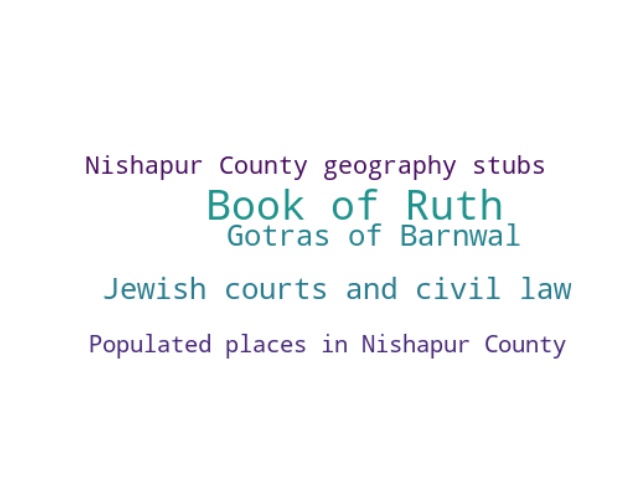 Nishapur County geography stubs
Book of Ruth
Gotras of Barnwal
Jewish courts and civil law
Populated places in Nishapur County